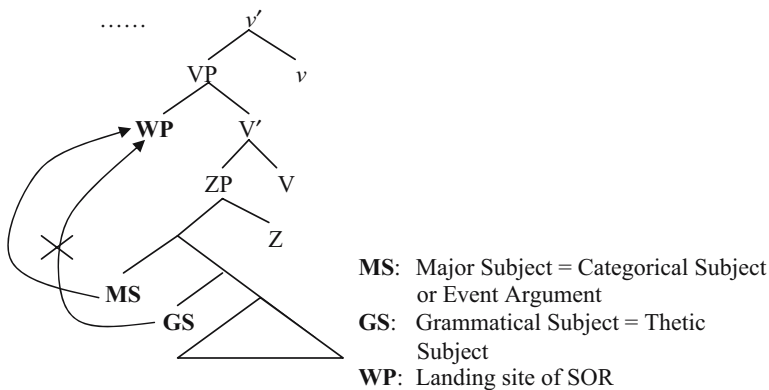 ......
v′
VP
v
WP
V′
ZP
V
Z
MS
GS
MS: Major Subject = Categorical Subject
or Event Argument
GS: Grammatical Subject = Thetic
Subject
WP: Landing site of SOR